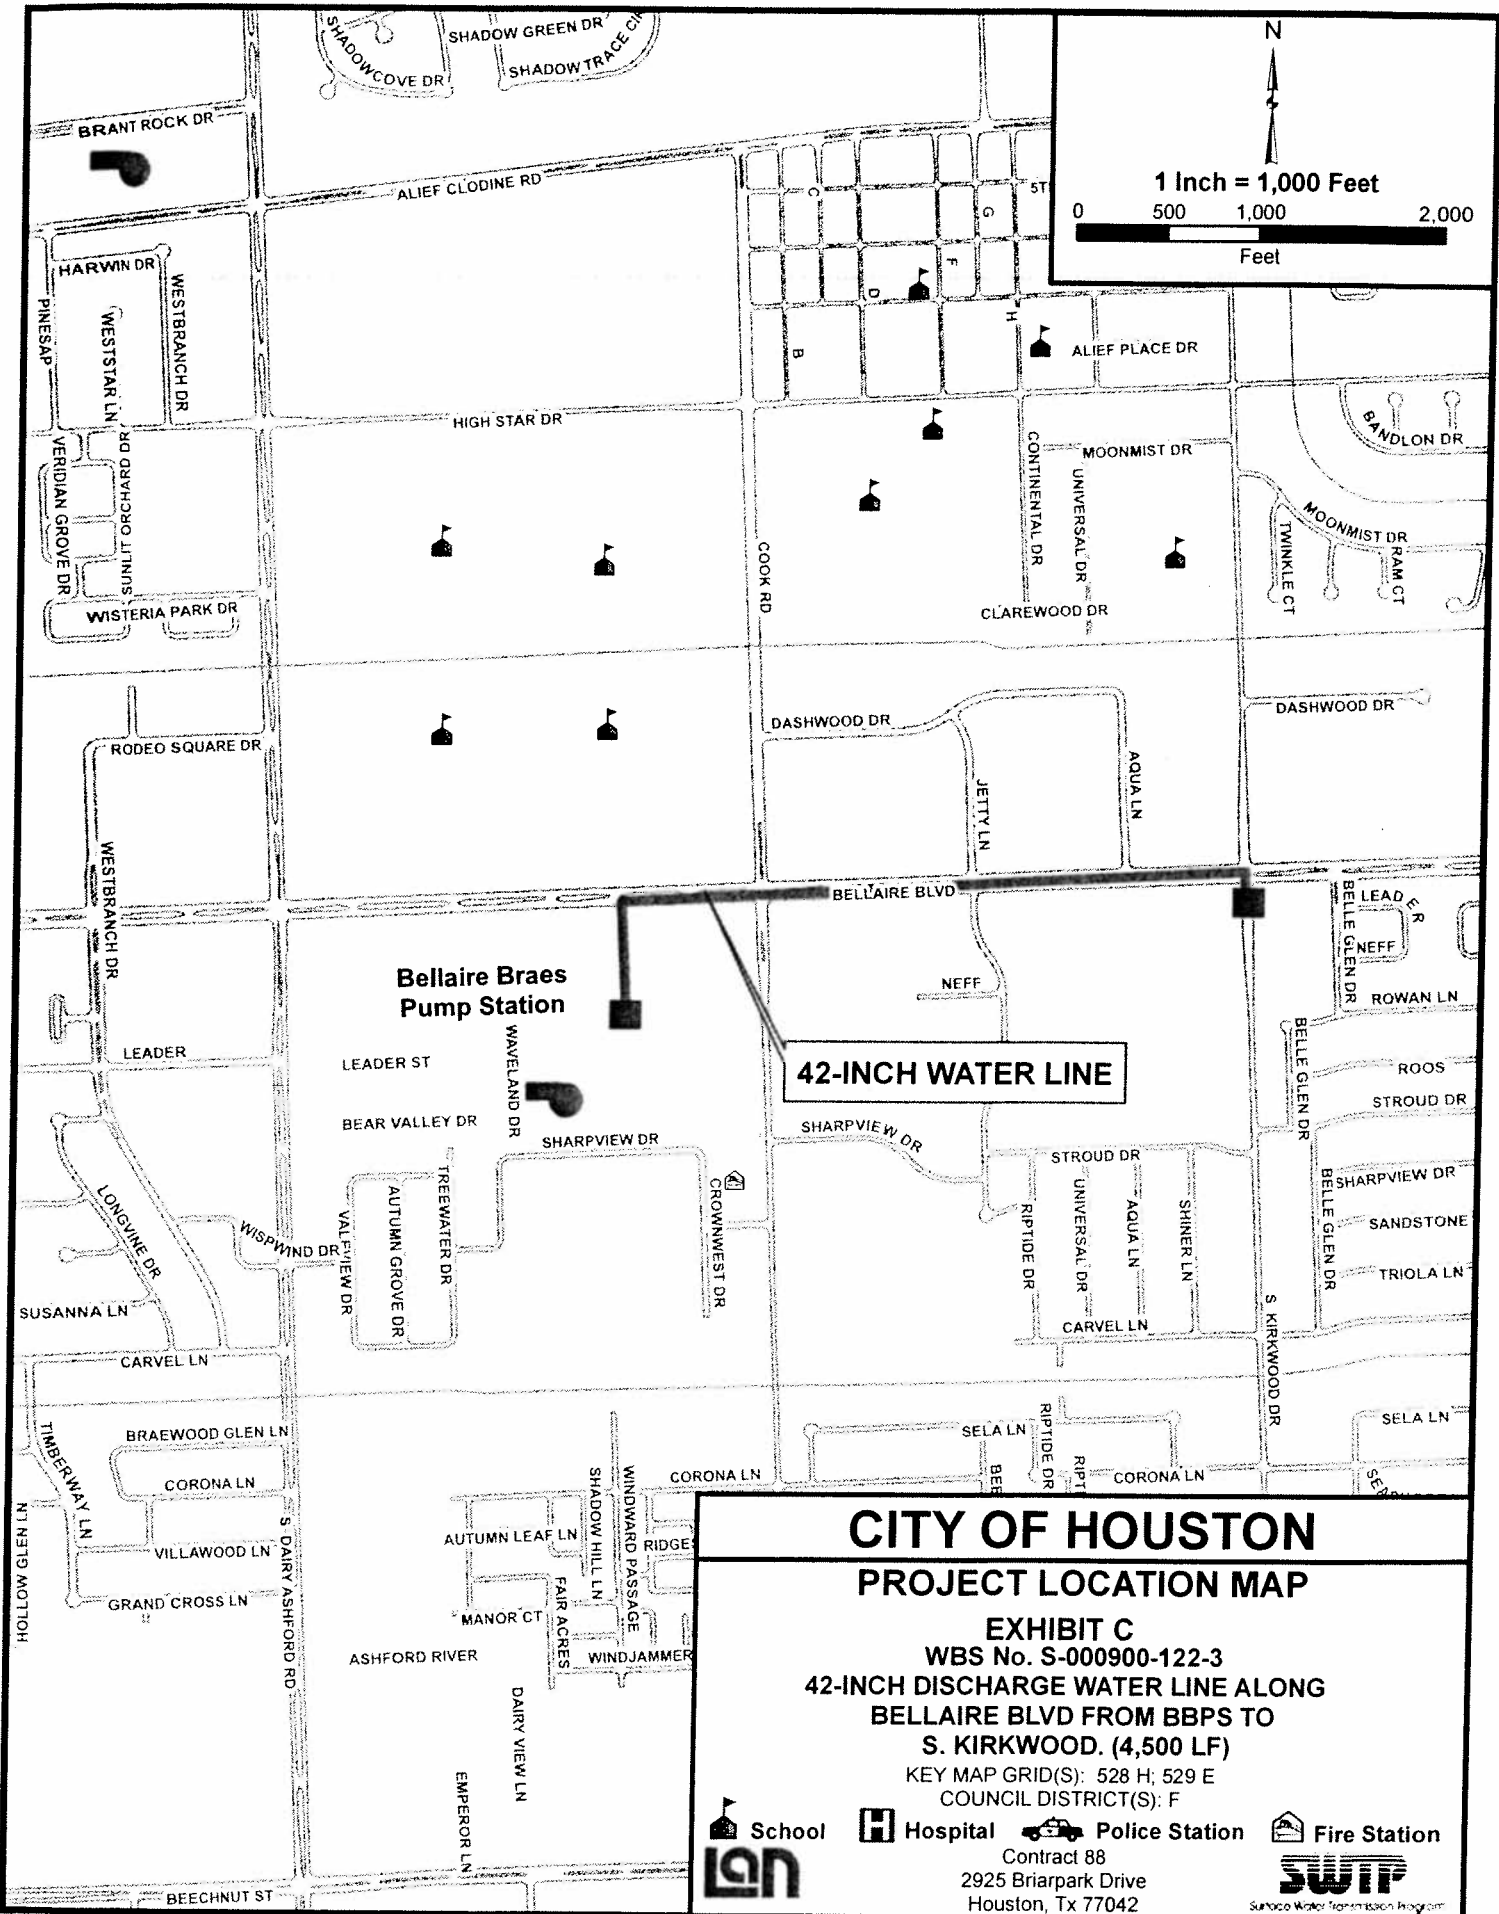 SHADOWCOVE DR
SHADOW GREEN DR
SHADOW TRACE CIR
N
1 Inch = 1,000 Feet
0 500 1,000 2,000
Feet
BRANT ROCK DR
ALIEF CLODINE RD
C
G
5T
F
D
H
B
HARWIN DR
PINESAP
WESTSTAR LN
WESTBRANCH DR
ALIEF PLACE DR
HIGH STAR DR
BANDLON DR
VERIDIAN GROVE DR
SUNLIT ORCHARD DR
CONTINENTAL DR
MOONMIST DR
UNIVERSAL DR
MOONMIST DR
TWINKLE CT
RAM CT
COOK RD
WISTERIA PARK DR
CLAREWOOD DR
DASHWOOD DR
DASHWOOD DR
RODEO SQUARE DR
JETTY LN
AQUA LN
WESTBRANCH DR
BELLAIRE BLVD
BELLE GLEN DR
LEADER
NEFF
Bellaire Braes
Pump Station
NEFF
ROWAN LN
LEADER
LEADER ST
WAVELAND DR
42-INCH WATER LINE
BELLE GLEN DR
ROOS
BEAR VALLEY DR
STROUD DR
SHARPVIEW DR
SHARPVIEW DR
STROUD DR
LONGVINE DR
WISPWIND DR
VALEVIEW DR
AUTUMN GROVE DR
TREEWATER DR
CROWNWEST DR
RIPTIDE DR
UNIVERSAL DR
AQUA LN
SHINER LN
BELLE GLEN DR
SHARPVIEW DR
SANDSTONE
TRIOLA LN
SUSANNA LN
CARVEL LN
CARVEL LN
S KIRKWOOD DR
TIMBERWAY LN
BRAEWOOD GLEN LN
CORONA LN
SELA LN
RIPTIDE DR
SELA LN
CORONA LN
CORONA LN
HOLLOW GLEN LN
VILLAWOOD LN
GRAND CROSS LN
S DAIRY ASHFORD RD
AUTUMN LEAF LN
SHADOW HILL LN
WINDWARD PASSAGE
RIDGE
MANOR CT
FAIR ACRES
ASHFORD RIVER
WINDJAMMER
DAIRY VIEW LN
EMPEROR LN
BEECHNUT ST
CITY OF HOUSTON
PROJECT LOCATION MAP
EXHIBIT C
WBS No. S-000900-122-3
42-INCH DISCHARGE WATER LINE ALONG
BELLAIRE BLVD FROM BBPS TO
S. KIRKWOOD. (4,500 LF)
KEY MAP GRID(S): 528 H; 529 E
COUNCIL DISTRICT(S): F
School H Hospital Police Station Fire Station
Contract 88
2925 Briarpark Drive
Houston, Tx 77042
Lan
SWTP
Surface Water Transmission Program